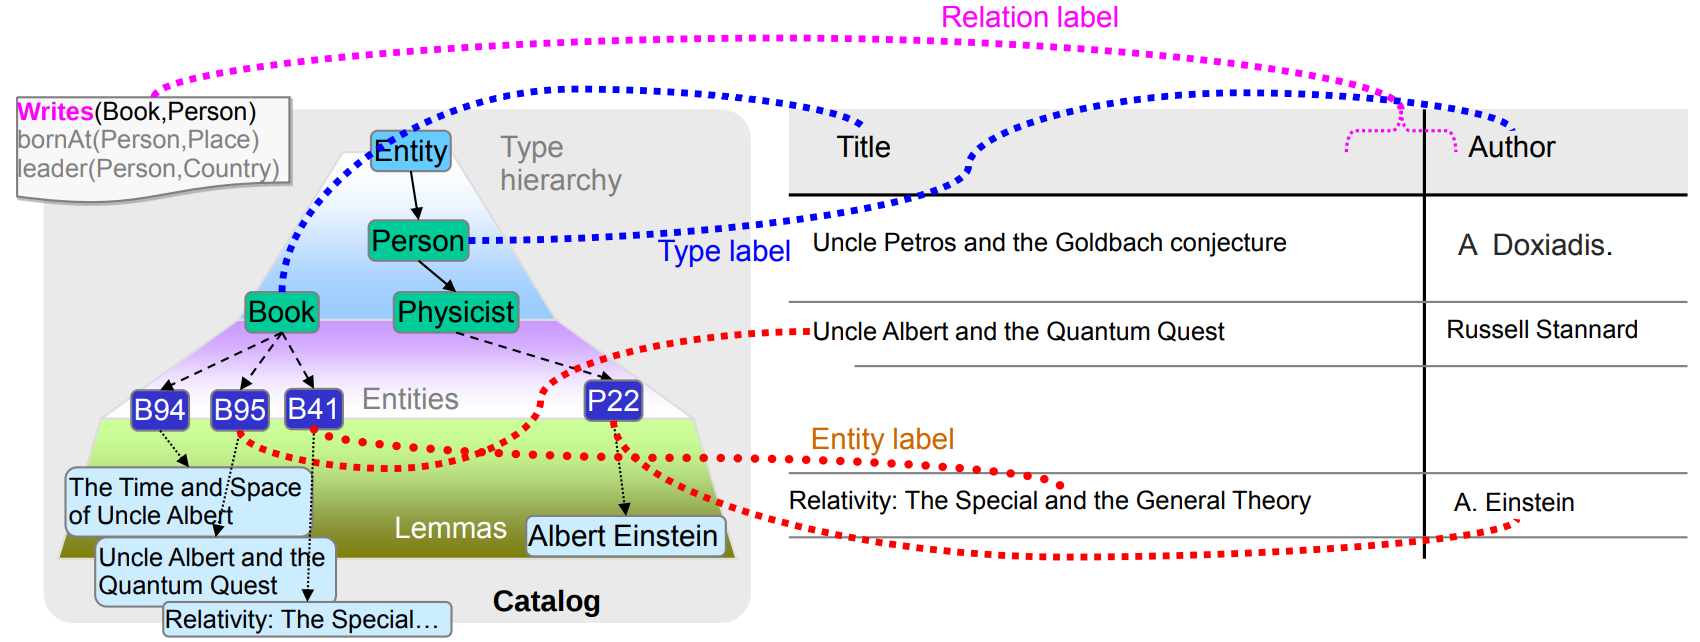 Relation label
Writes(Book,Person)
bornAt(Person,Place)
leader(Person,Country)
Entity
Type
hierarchy
Person
Book
Physicist
Type label
B94
B95
B41
Entities
P22
The Time and Space
of Uncle Albert
Lemmas
Albert Einstein
Uncle Albert and the
Quantum Quest
Relativity: The Special…
Catalog
Title
Author
Uncle Petros and the Goldbach conjecture
A Doxiadis.
Uncle Albert and the Quantum Quest
Russell Stannard
Entity label
Relativity: The Special and the General Theory
A. Einstein